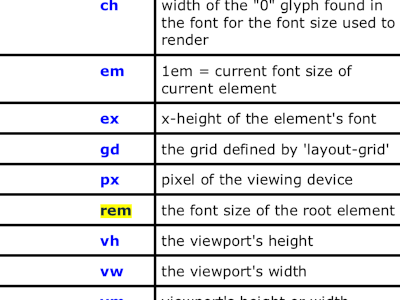 ch width of the "0" glyph found in
the font for the font size used to
render
em 1em = current font size of
current element
ex x-height of the element's font
gd the grid defined by 'layout-grid'
px pixel of the viewing device
rem the font size of the root element
vh the viewport's height
vw the viewport's width
viewport's height or width